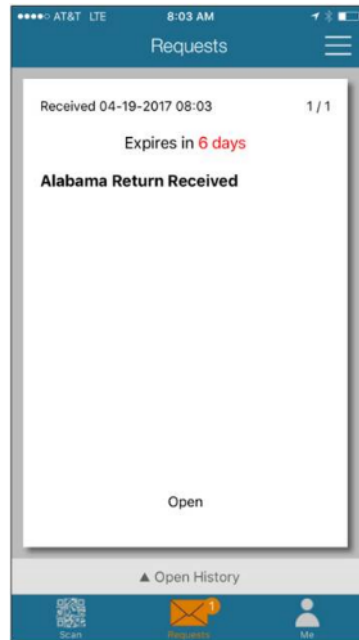 AT&T LTE 8:03 AM
Requests
Received 04-19-2017 08:03 1 / 1
Expires in 6 days
Alabama Return Received
Open
▲ Open History
1
Scan Requests Me